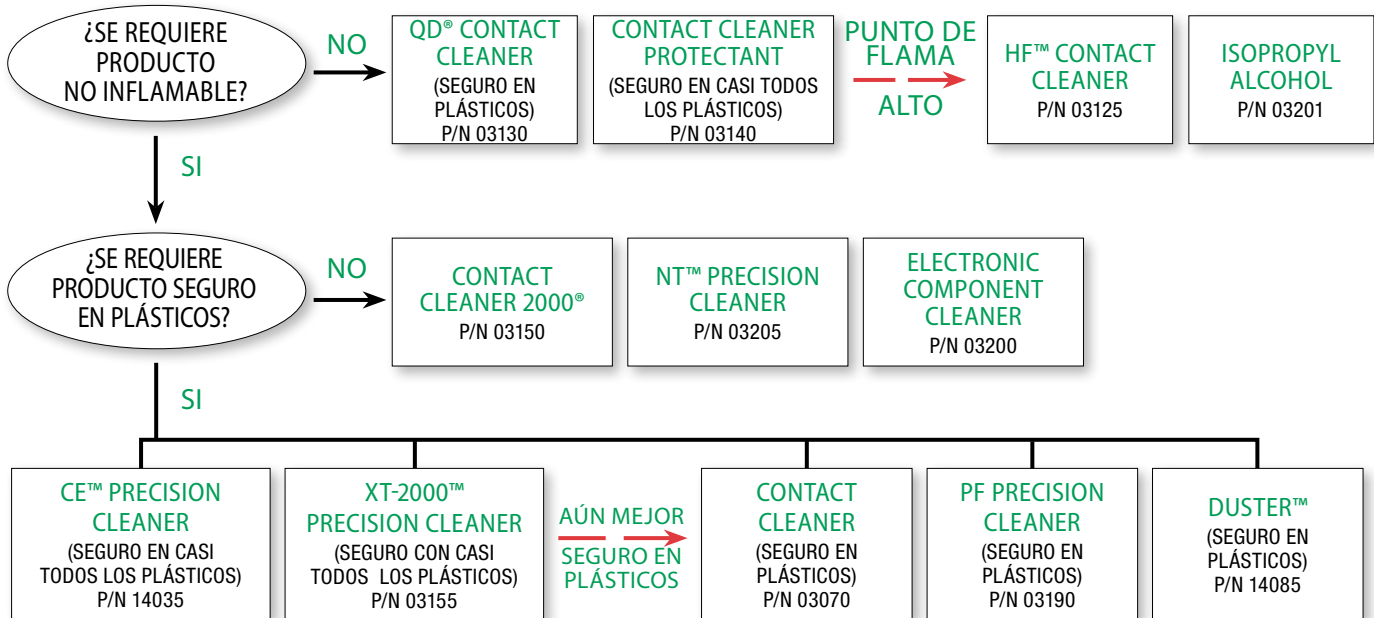 ¿SE REQUIERE
PRODUCTO
NO INFLAMABLE?
NO
QD® CONTACT
CLEANER
(SEGURO EN
PLÁSTICOS)
P/N 03130
CONTACT CLEANER
PROTECTANT
(SEGURO EN CASI TODOS
LOS PLÁSTICOS)
P/N 03140
PUNTO DE
FLAMA
ALTO
HF™ CONTACT
CLEANER
P/N 03125
ISOPROPYL
ALCOHOL
P/N 03201
SI
¿SE REQUIERE
PRODUCTO SEGURO
EN PLÁSTICOS?
NO
CONTACT
CLEANER 2000®
P/N 03150
NT™ PRECISION
CLEANER
P/N 03205
ELECTRONIC
COMPONENT
CLEANER
P/N 03200
SI
CE™ PRECISION
CLEANER
(SEGURO EN CASI
TODOS LOS PLÁSTICOS)
P/N 14035
XT-2000™
PRECISION CLEANER
(SEGURO CON CASI
TODOS LOS PLÁSTICOS)
P/N 03155
AÚN MEJOR
SEGURO EN
PLÁSTICOS
CONTACT
CLEANER
(SEGURO EN
PLÁSTICOS)
P/N 03070
PF PRECISION
CLEANER
(SEGURO EN
PLÁSTICOS)
P/N 03190
DUSTER™
(SEGURO EN
PLÁSTICOS)
P/N 14085